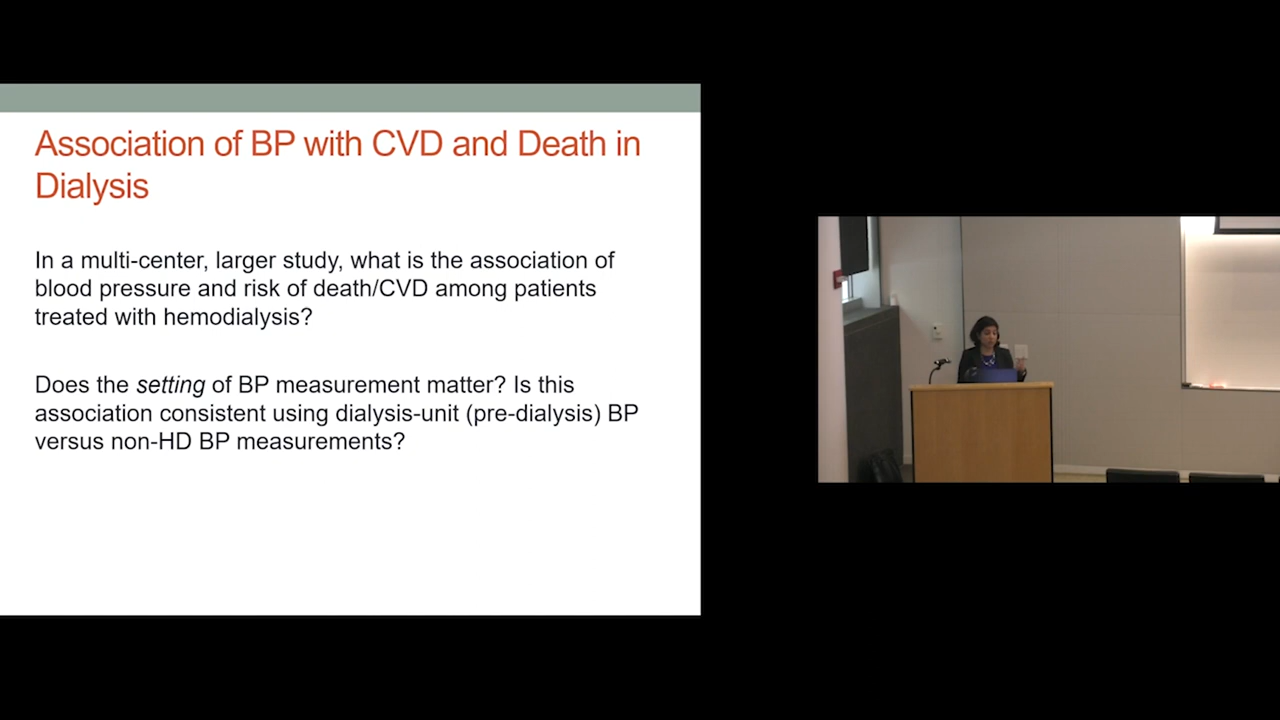 Association of BP with CVD and Death in
Dialysis
In a multi-center, larger study, what is the association of
blood pressure and risk of death/CVD among patients
treated with hemodialysis?
Does the setting of BP measurement matter? Is this
association consistent using dialysis-unit (pre-dialysis) BP
versus non-HD BP measurements?